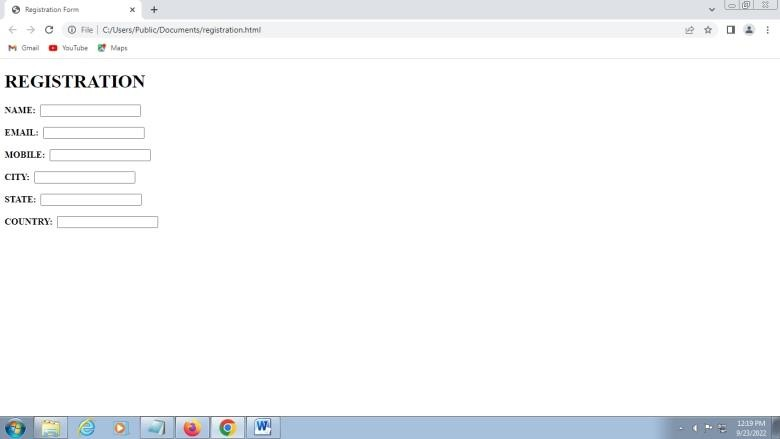 Registration Form
File C:/Users/Public/Documents/registration.html
Gmail YouTube Maps
REGISTRATION
NAME:
EMAIL:
MOBILE:
CITY:
STATE:
COUNTRY:
12:19 PM
9/23/2022